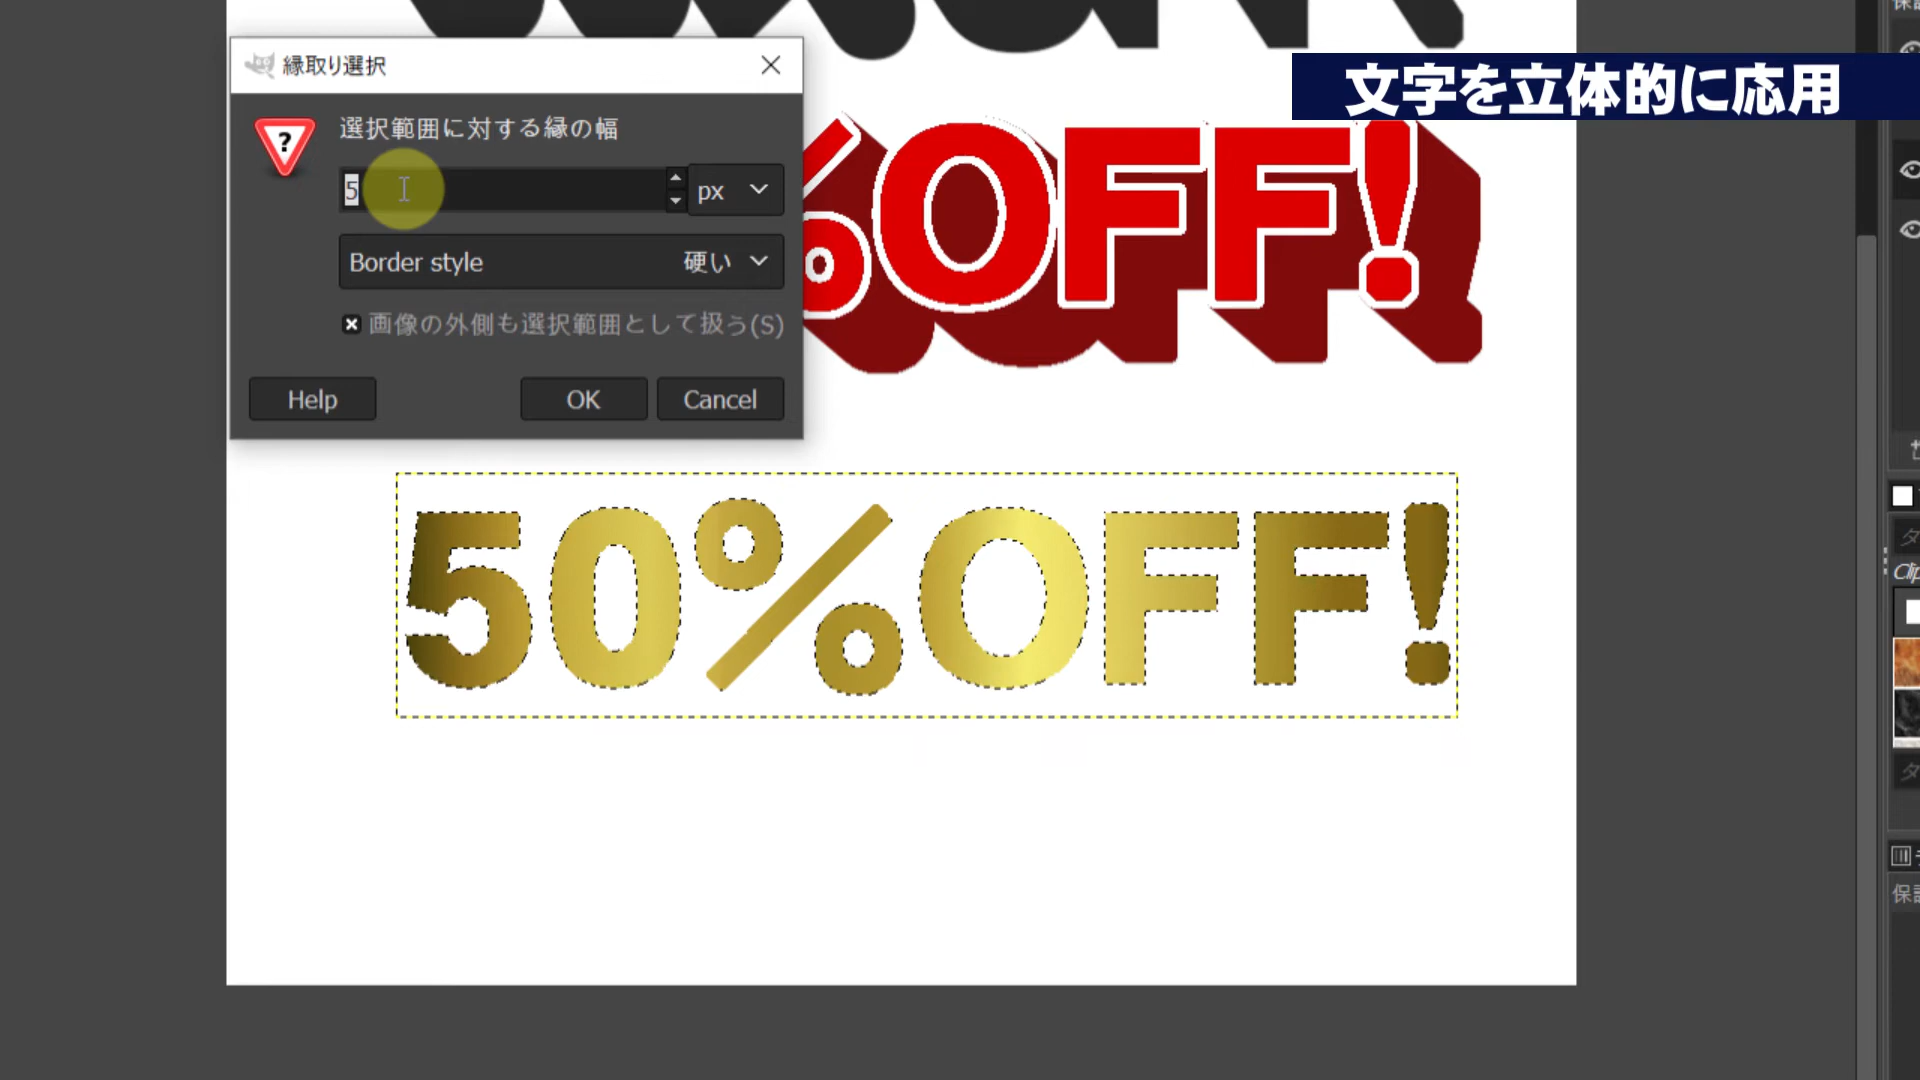 縁取り選択
文字を立体的に応用
選択範囲に対する縁の幅
5 px
Border style 硬い
画像の外側も選択範囲として扱う(S)
Help OK Cancel
%OFF!
50%OFF!